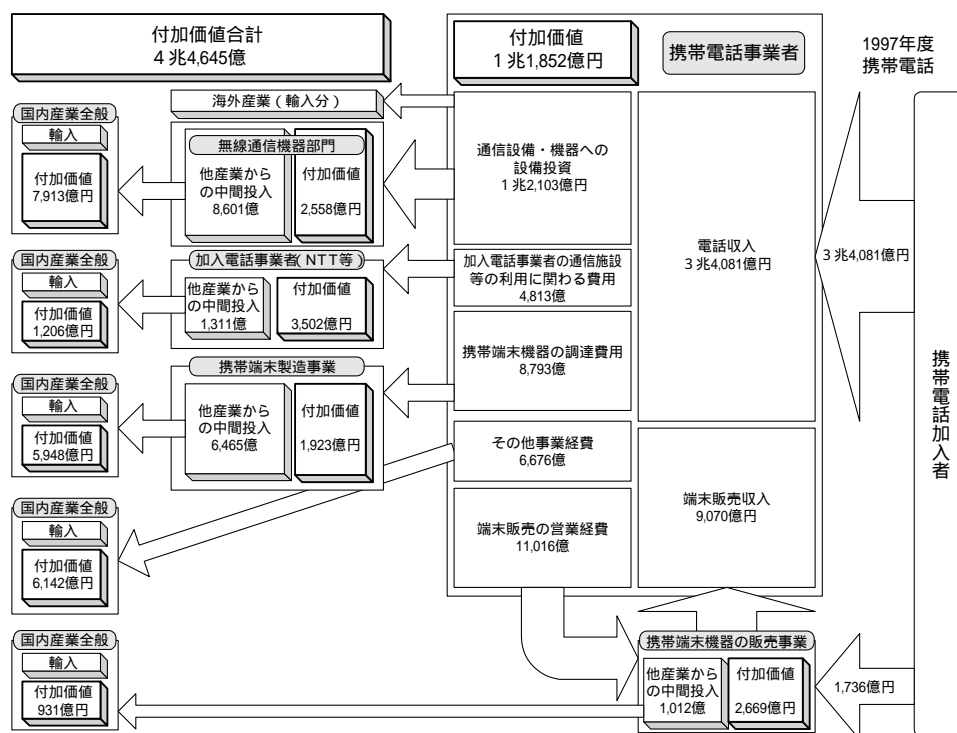 付加価値合計
４兆4,645億
付加価値
１兆1,852億円
携帯電話事業者
1997年度
携帯電話
海外産業（輸入分）
国内産業全般
輸入
付加価値
7,913億円
無線通信機器部門
他産業から
の中間投入
8,601億
付加価値
2,558億円
通信設備・機器への
設備投資
１兆2,103億円
電話収入
３兆4,081億円
３兆4,081億円
国内産業全般
輸入
付加価値
1,206億円
加入電話事業者（NTT等）
他産業から
の中間投入
1,311億
付加価値
3,502億円
加入電話事業者の通信施設
等の利用に関わる費用
4,813億
国内産業全般
輸入
付加価値
5,948億円
携帯端末製造事業
他産業から
の中間投入
6,465億
付加価値
1,923億円
携帯端末機器の調達費用
8,793億
携帯電話加入者
その他事業経費
6,676億
端末販売収入
9,070億円
国内産業全般
輸入
付加価値
6,142億円
端末販売の営業経費
11,016億
国内産業全般
輸入
付加価値
931億円
携帯端末機器の販売事業
他産業から
の中間投入
1,012億
付加価値
2,669億円
1,736億円